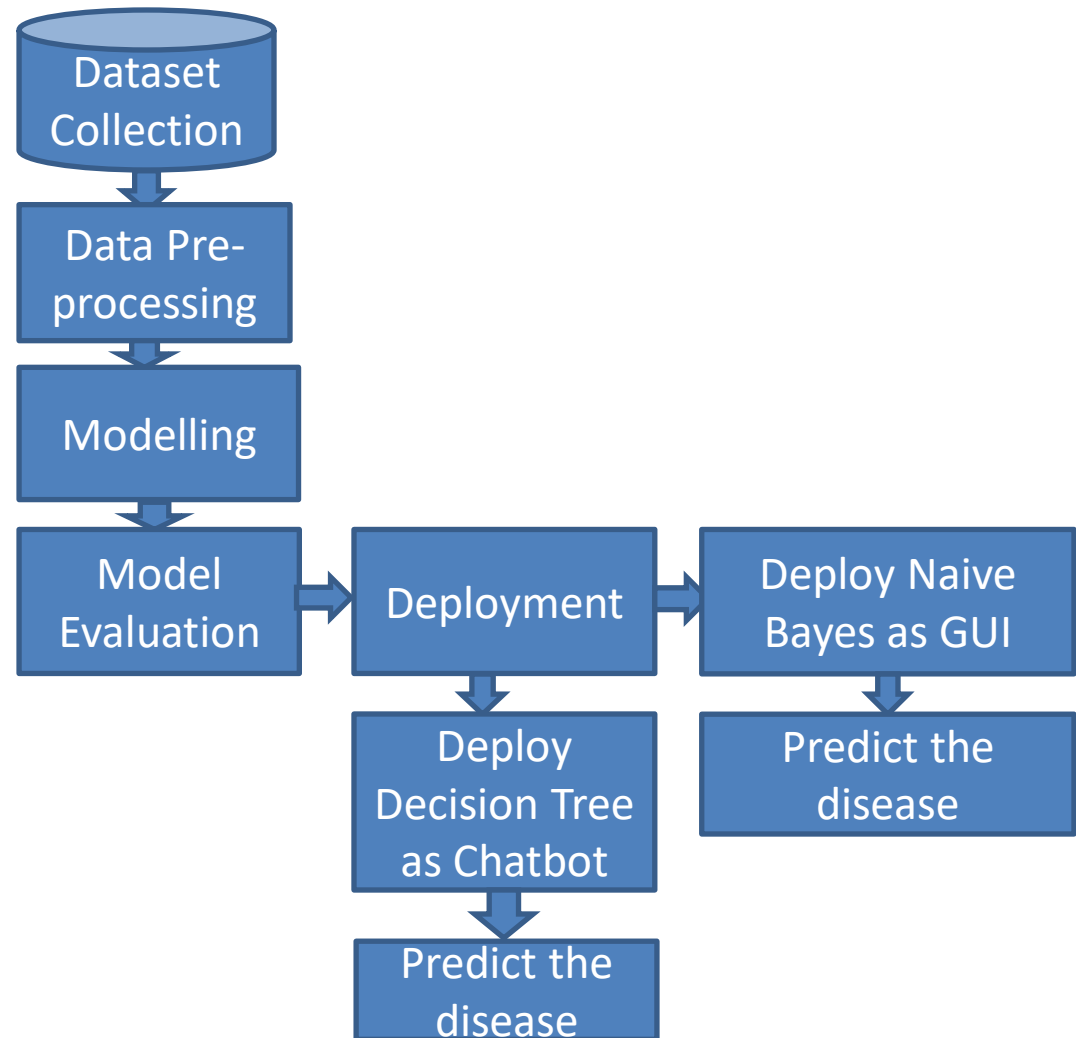 Dataset
Collection
Data Pre-
processing
Modelling
Model
Evaluation
Deployment
Deploy Naive
Bayes as GUI
Deploy
Decision Tree
as Chatbot
Predict the
disease
Predict the
disease